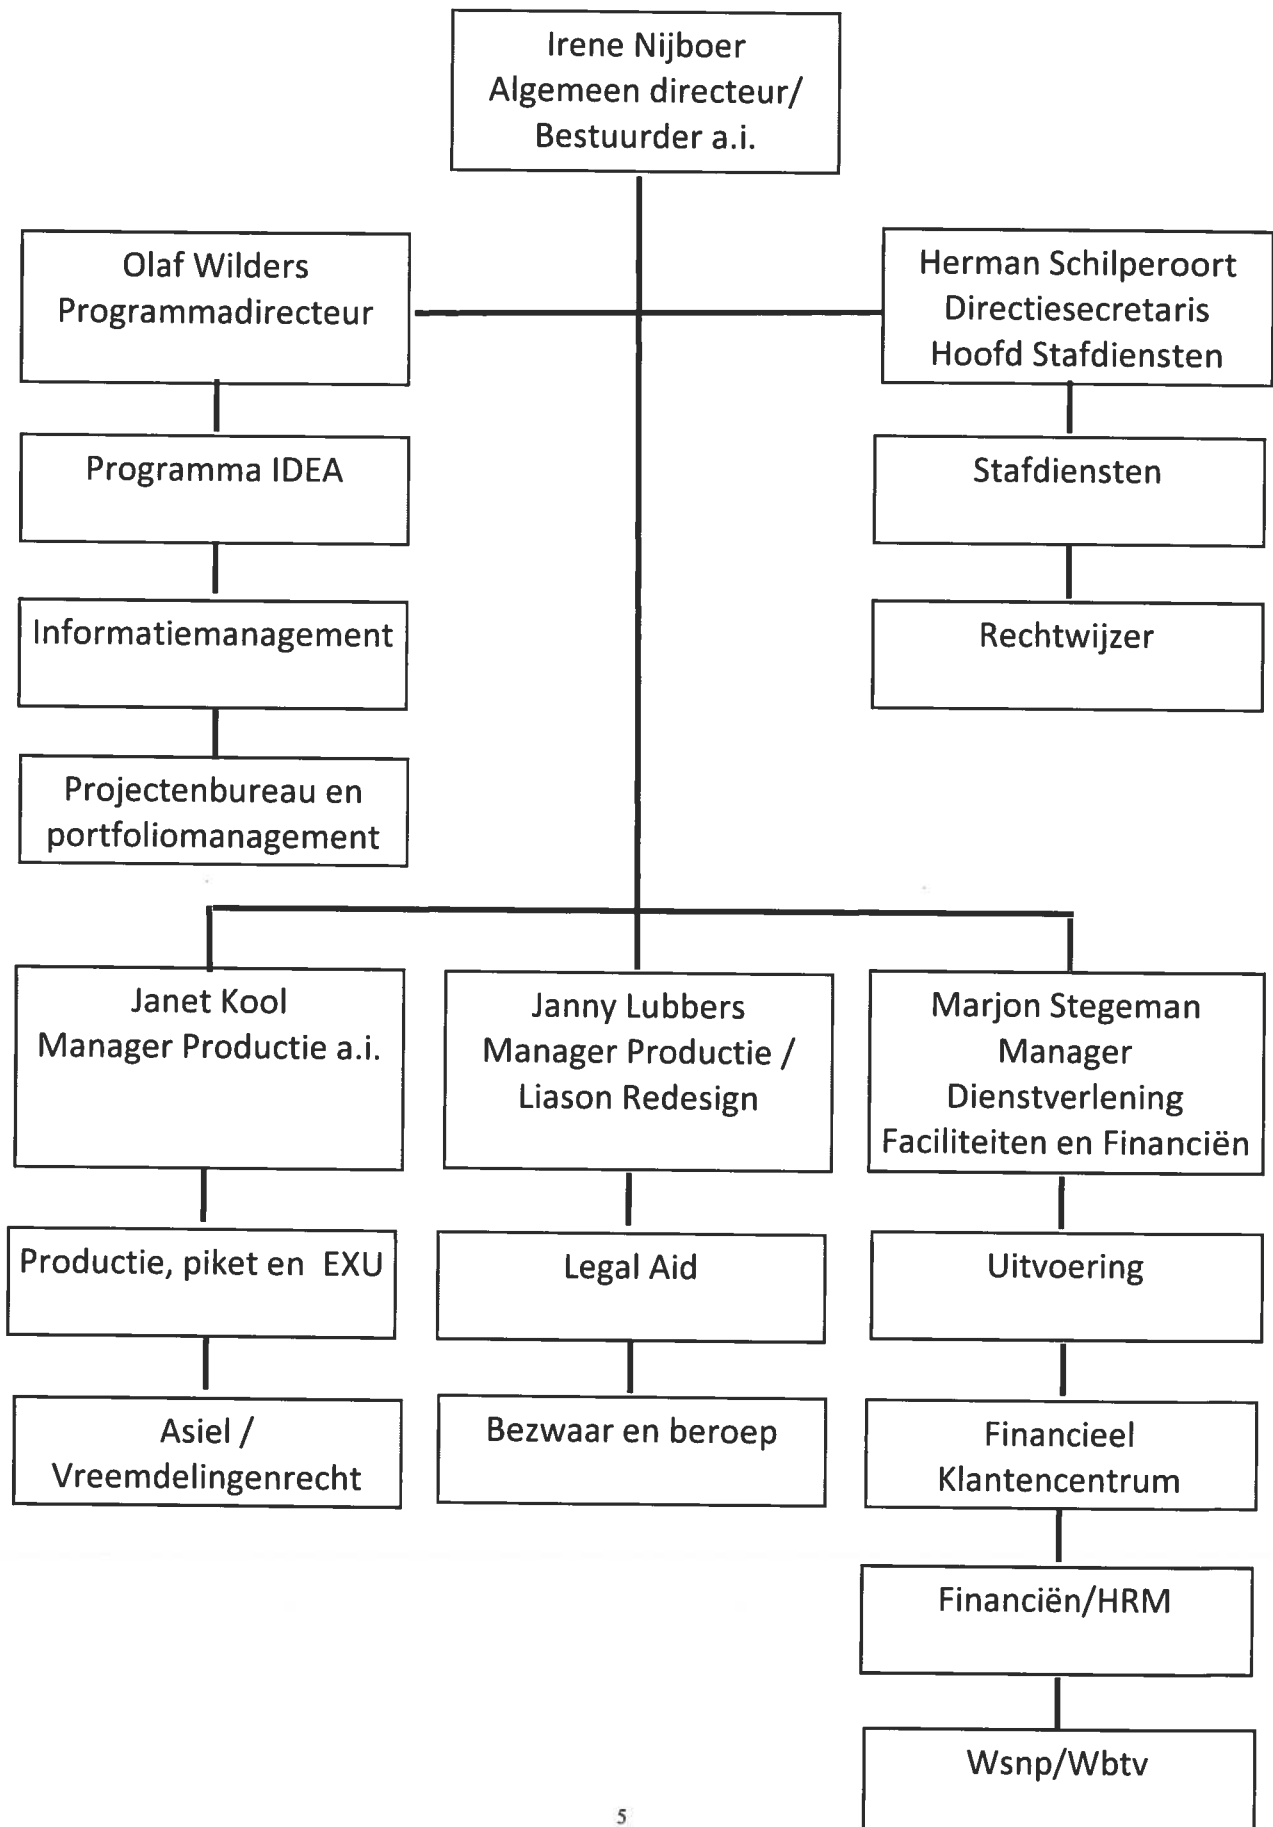 Irene Nijboer
Algemeen directeur/
Bestuurder a.i.
Olaf Wilders
Programmadirecteur
Herman Schilperoort
Directiesecretaris
Hoofd Stafdiensten
Programma IDEA
Stafdiensten
Informatiemanagement
Rechtwijzer
Projectenbureau en
portfoliomanagement
Janet Kool
Manager Productie a.i.
Janny Lubbers
Manager Productie /
Liason Redesign
Marjon Stegeman
Manager
Dienstverlening
Faciliteiten en Financiën
Productie, piket en EXU
Legal Aid
Uitvoering
Asiel /
Vreemdelingenrecht
Bezwaar en beroep
Financieel
Klantencentrum
Financiën/HRM
Wsnp/Wbtv
5